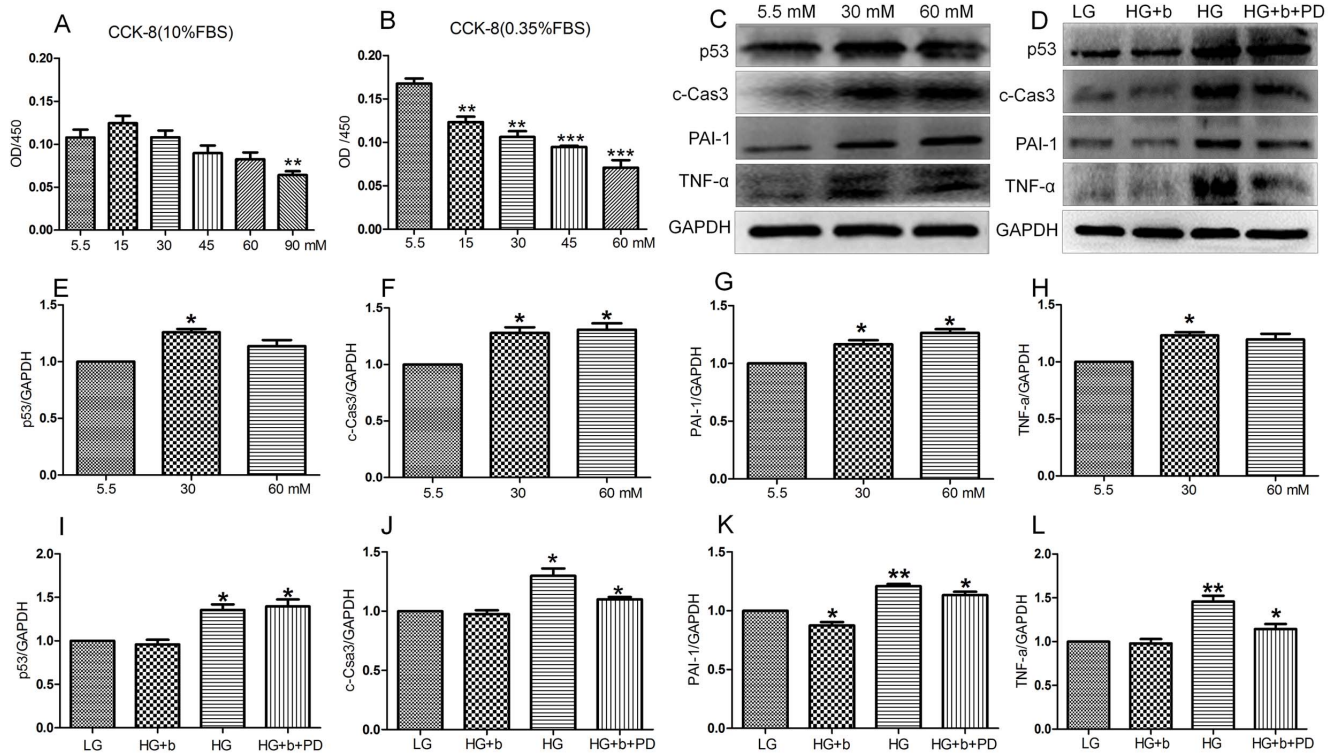 A
CCK-8(10%FBS)
OD/450
0.20
0.15
0.10
0.05
0.00
**
5.5 15 30 45 60 90 mM
B
CCK-8(0.35%FBS)
OD /450
0.20
0.15
0.10
0.05
0.00
** ** *** ***
5.5 15 30 45 60 mM
C
5.5 mM 30 mM 60 mM
p53
c-Cas3
PAI-1
TNF-α
GAPDH
D
LG HG+b HG HG+b+PD
p53
c-Cas3
PAI-1
TNF-α
GAPDH
E
p53/GAPDH
1.5
1.0
0.5
0.0
*
5.5 30 60 mM
F
c-Cas3/GAPDH
1.5
1.0
0.5
0.0
* *
5.5 30 60 mM
G
PAI-1/GAPDH
1.5
1.0
0.5
0.0
* *
5.5 30 60 mM
H
TNF-a/GAPDH
1.5
1.0
0.5
0.0
*
5.5 30 60 mM
I
p53/GAPDH
2.0
1.5
1.0
0.5
0.0
* *
LG HG+b HG HG+b+PD
J
c-Csa3/GAPDH
1.5
1.0
0.5
0.0
* *
LG HG+b HG HG+b+PD
K
PAI-1/GAPDH
1.5
1.0
0.5
0.0
* ** *
LG HG+b HG HG+b+PD
L
TNF-a/GAPDH
2.0
1.5
1.0
0.5
0.0
** *
LG HG+b HG HG+b+PD